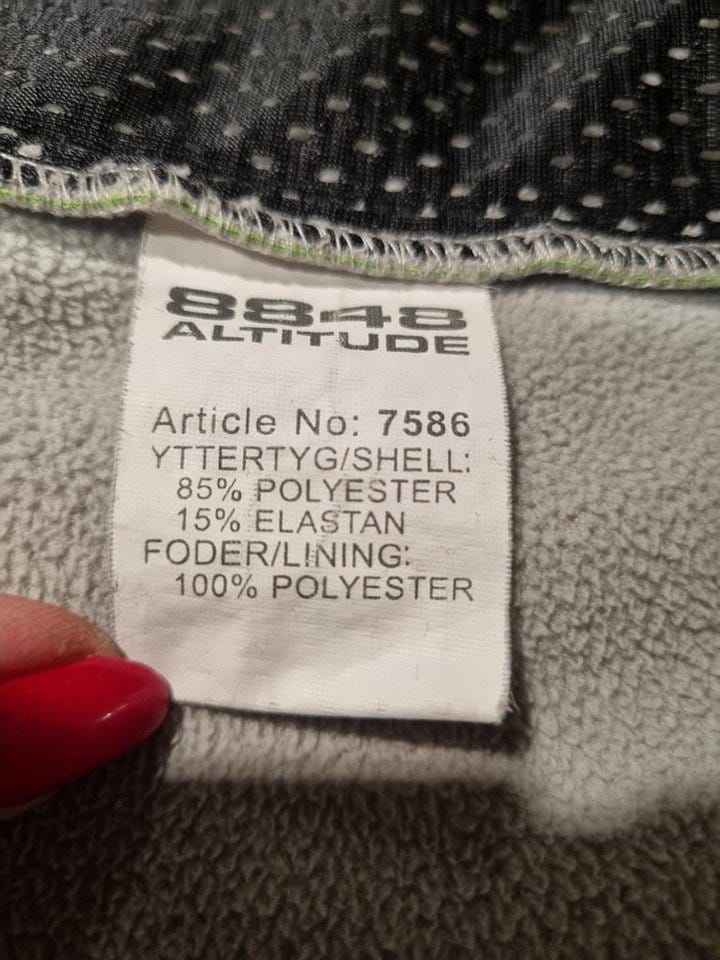 8848
ALTITUDE
Article No: 7586
YTTERTYG/SHELL:
85% POLYESTER
15% ELASTAN
FODER/LINING:
100% POLYESTER